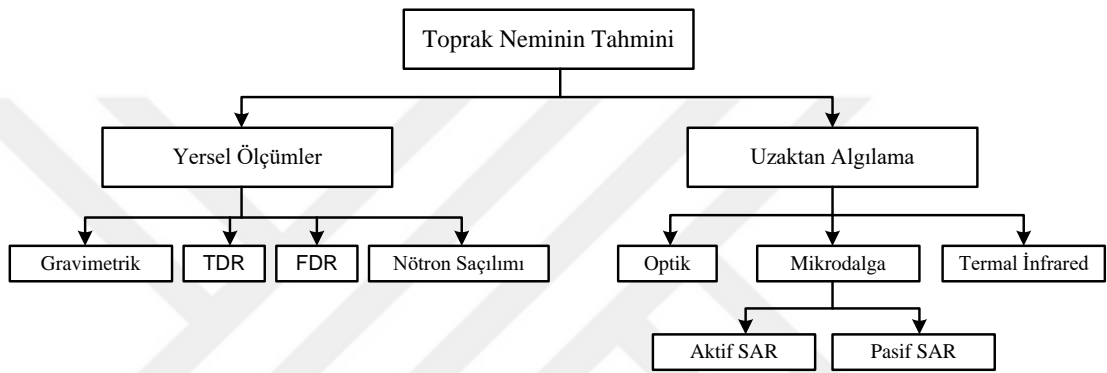 Toprak Neminin Tahmini
Yersel Ölçümler
Uzaktan Algılama
Gravimetrik
TDR
FDR
Nötron Saçılımı
Optik
Mikrodalga
Termal İnfrared
Aktif SAR
Pasif SAR